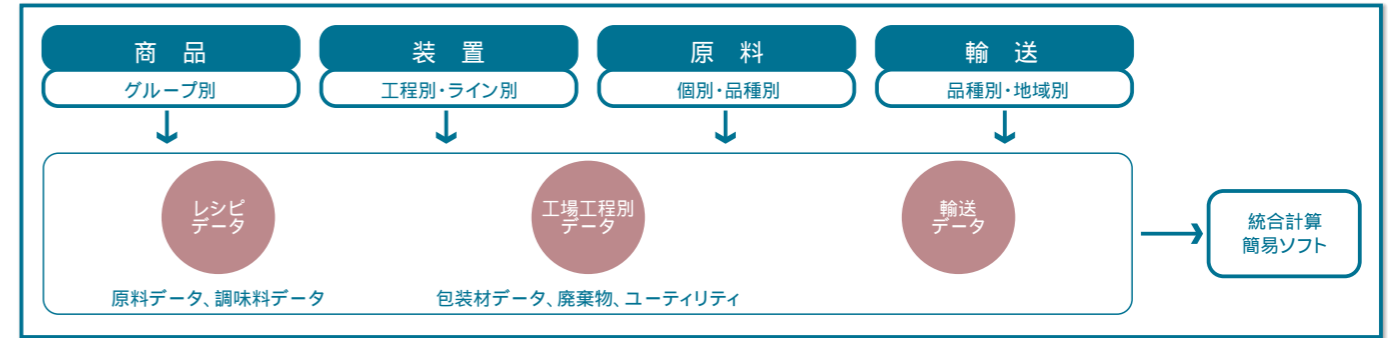 商 品
グループ別
装 置
工程別・ライン別
原 料
個別・品種別
輸 送
品種別・地域別
レシピ
データ
工場工程別
データ
輸送
データ
原料データ、調味料データ
包装材データ、廃棄物、ユーティリティ
統合計算
簡易ソフト